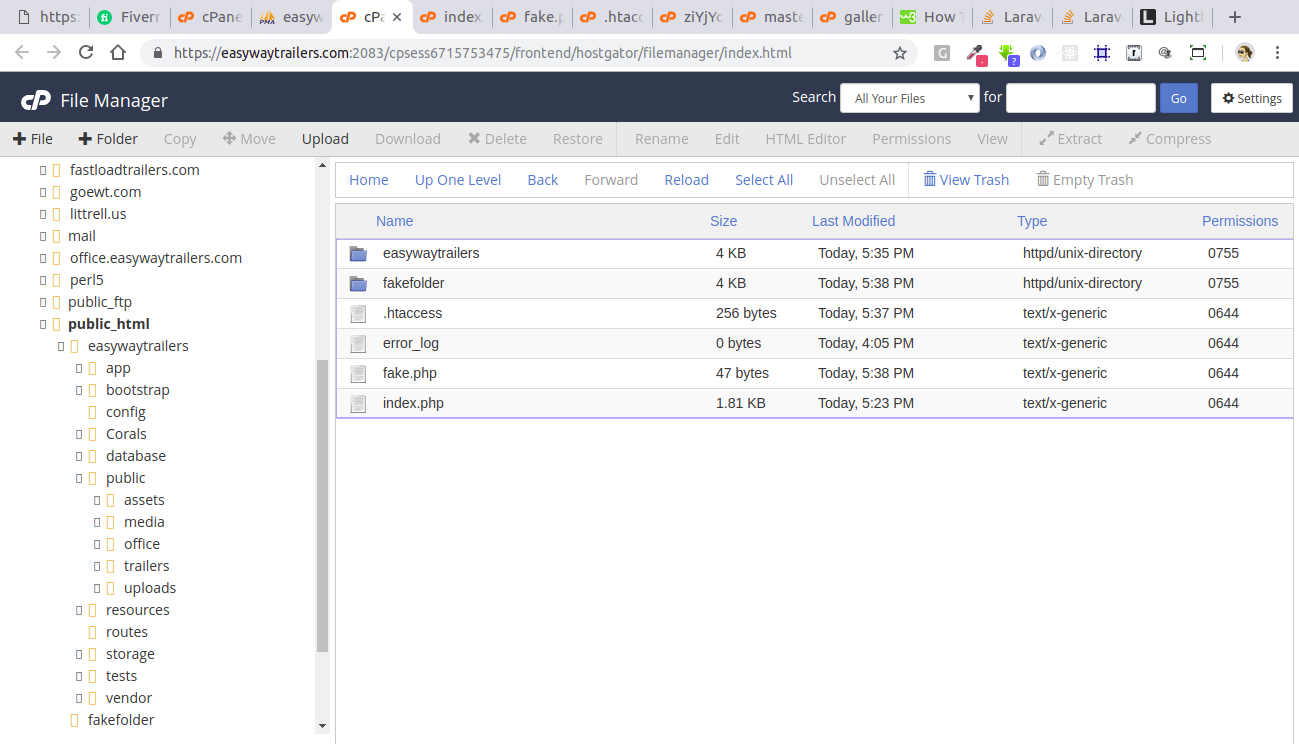 https: Fiverr cPane easyw cPa index fake.p .htacc ziYjYc maste galler How T Larav Larav Light
https://easywaytrailers.com:2083/cpsess6715753475/frontend/hostgator/filemanager/index.html
cP File Manager Search All Your Files for Go Settings
File Folder Copy Move Upload Download Delete Restore Rename Edit HTML Editor Permissions View Extract Compress
fastloadtrailers.com
goewt.com
littrell.us
mail
office.easywaytrailers.com
perl5
public_ftp
public_html
easywaytrailers
app
bootstrap
config
Corals
database
public
assets
media
office
trailers
uploads
resources
routes
storage
tests
vendor
fakefolder
Home Up One Level Back Forward Reload Select All Unselect All View Trash Empty Trash
Name Size Last Modified Type Permissions
easywaytrailers 4 KB Today, 5:35 PM httpd/unix-directory 0755
fakefolder 4 KB Today, 5:38 PM httpd/unix-directory 0755
.htaccess 256 bytes Today, 5:37 PM text/x-generic 0644
error_log 0 bytes Today, 4:05 PM text/x-generic 0644
fake.php 47 bytes Today, 5:38 PM text/x-generic 0644
index.php 1.81 KB Today, 5:23 PM text/x-generic 0644